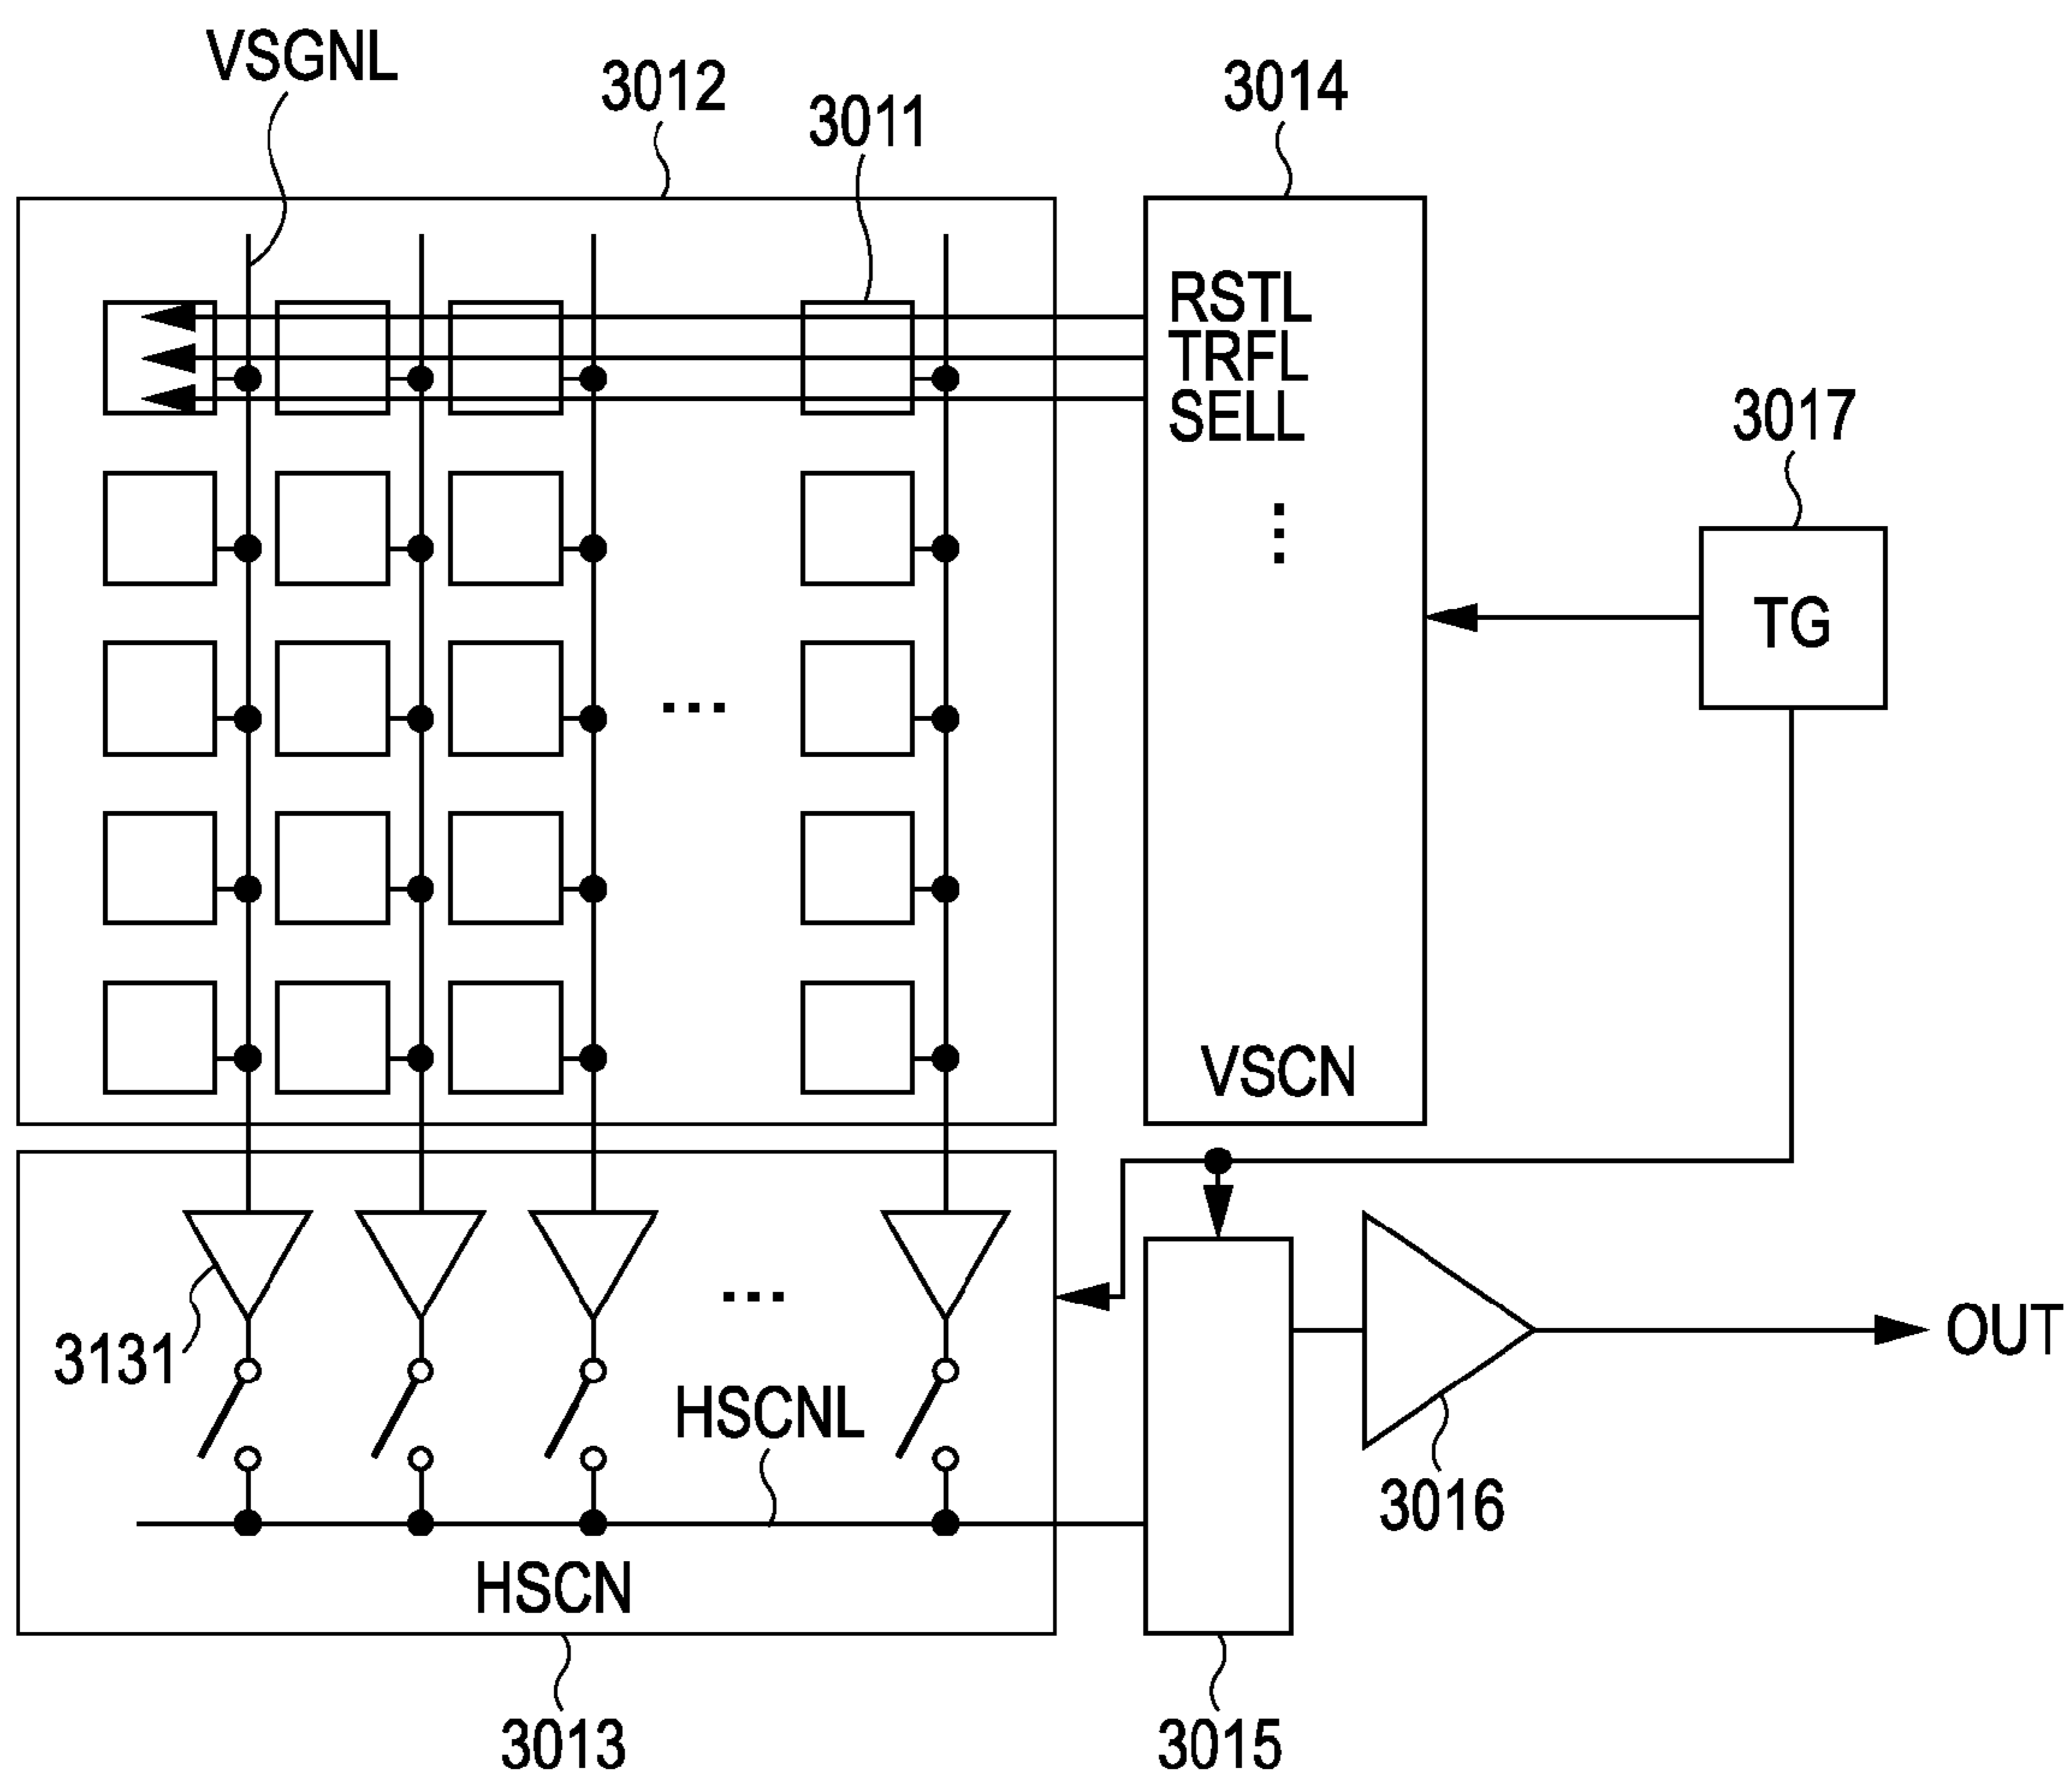 VSGNL
3012
3011
3014
RSTL
TRFL
SELL
3017
TG
VSCN
3131
HSCNL
OUT
3016
HSCN
3013
3015